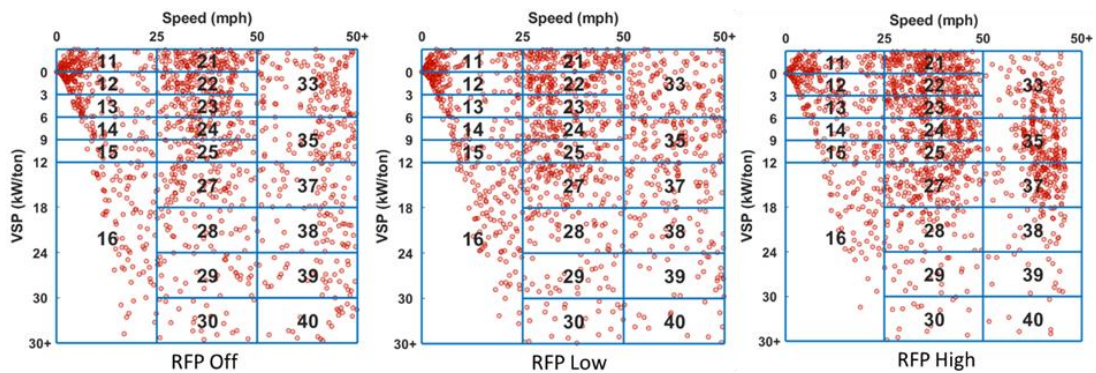 Speed (mph)
0 25 50 50+
VSP (kW/ton)
0
3
6
9
12
18
24
30
30+
11 21
12 22 33
13 23
14 24 35
15 25
27 37
16 28 38
29 39
30 40
RFP Off
Speed (mph)
0 25 50 50+
VSP (kW/ton)
0
3
6
9
12
18
24
30
30+
11 21
12 22 33
13 23
14 24 35
15 25
27 37
16 28 38
29 39
30 40
RFP Low
Speed (mph)
0 25 50 50+
VSP (kW/ton)
0
3
6
9
12
18
24
30
30+
11 21
12 22 33
13 23
14 24 35
15 25
27 37
16 28 38
29 39
30 40
RFP High